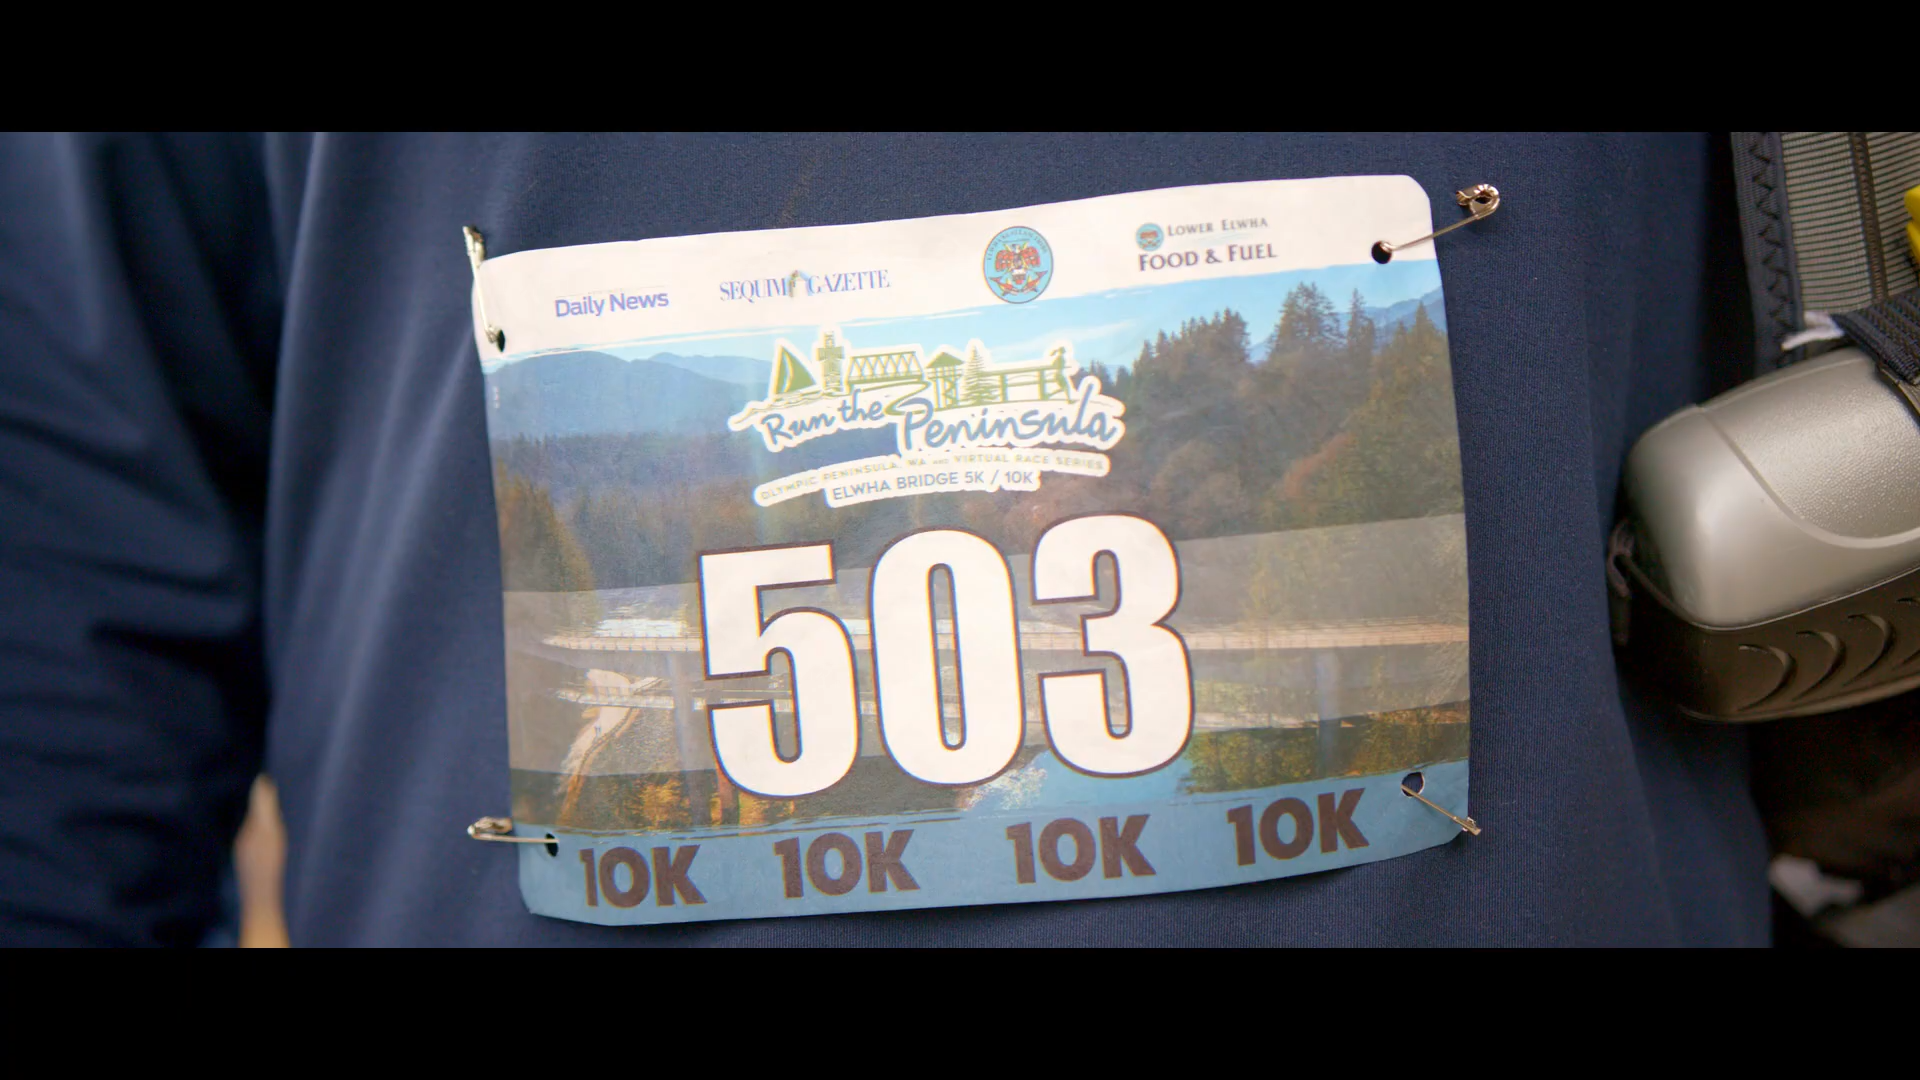 Daily News
SEQUIM GAZETTE
LOWER ELWHA
FOOD & FUEL
Run the Peninsula
OLYMPIC PENINSULA, WA AND VIRTUAL RACE SERIES
ELWHA BRIDGE 5K / 10K
503
10K 10K 10K 10K